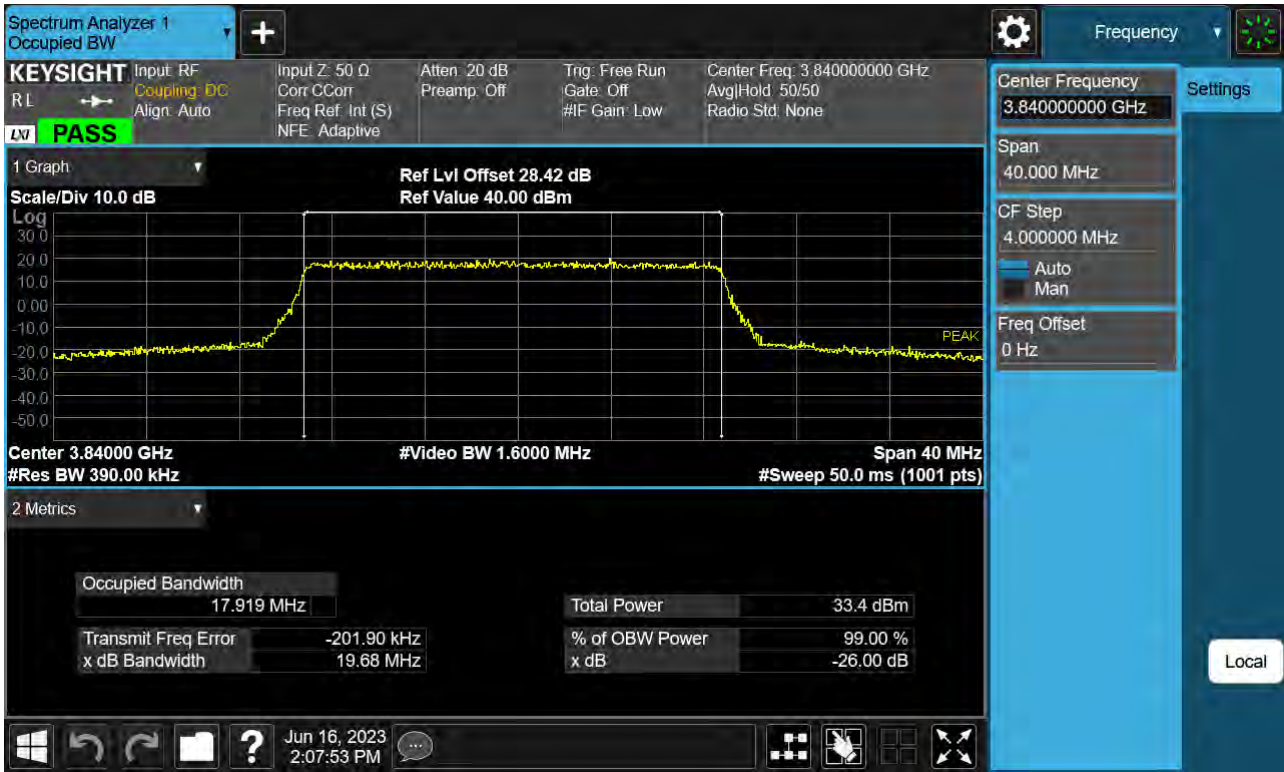 Spectrum Analyzer 1
Occupied BW
+
Frequency
KEYSIGHT
RL
LXI PASS
Input: RF
Coupling: DC
Align: Auto
Input Z: 50 Ω
Corr CCorr
Freq Ref: Int (S)
NFE: Adaptive
Atten: 20 dB
Preamp: Off
Trig: Free Run
Gate: Off
#IF Gain: Low
Center Freq: 3.840000000 GHz
Avg|Hold: 50/50
Radio Std: None
Center Frequency
3.840000000 GHz
Settings
Span
40.000 MHz
CF Step
4.000000 MHz
Auto
Man
Freq Offset
0 Hz
Local
1 Graph
Scale/Div 10.0 dB
Ref Lvl Offset 28.42 dB
Ref Value 40.00 dBm
Log
30.0
20.0
10.0
0.00
-10.0
-20.0
-30.0
-40.0
-50.0
PEAK
Center 3.84000 GHz
#Video BW 1.6000 MHz
Span 40 MHz
#Res BW 390.00 kHz
#Sweep 50.0 ms (1001 pts)
2 Metrics
Occupied Bandwidth
17.919 MHz
Total Power 33.4 dBm
Transmit Freq Error -201.90 kHz
% of OBW Power 99.00 %
x dB Bandwidth 19.68 MHz
x dB -26.00 dB
?
Jun 16, 2023
2:07:53 PM